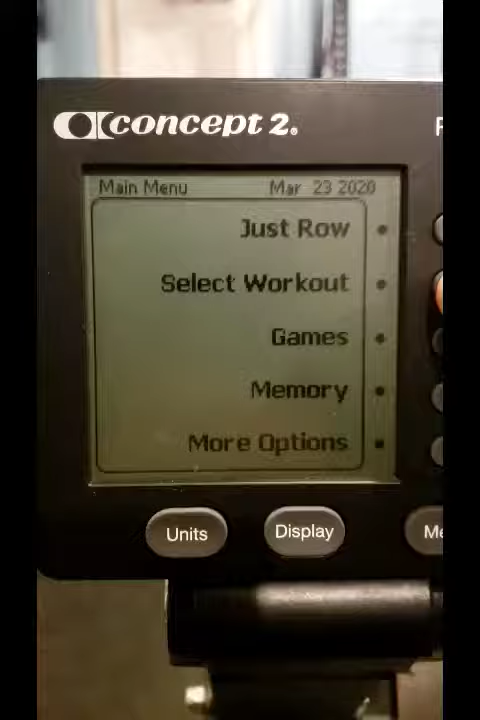 concept 2.
Main Menu Mar 23 2020
Just Row
Select Workout
Games
Memory
More Options
Units Display